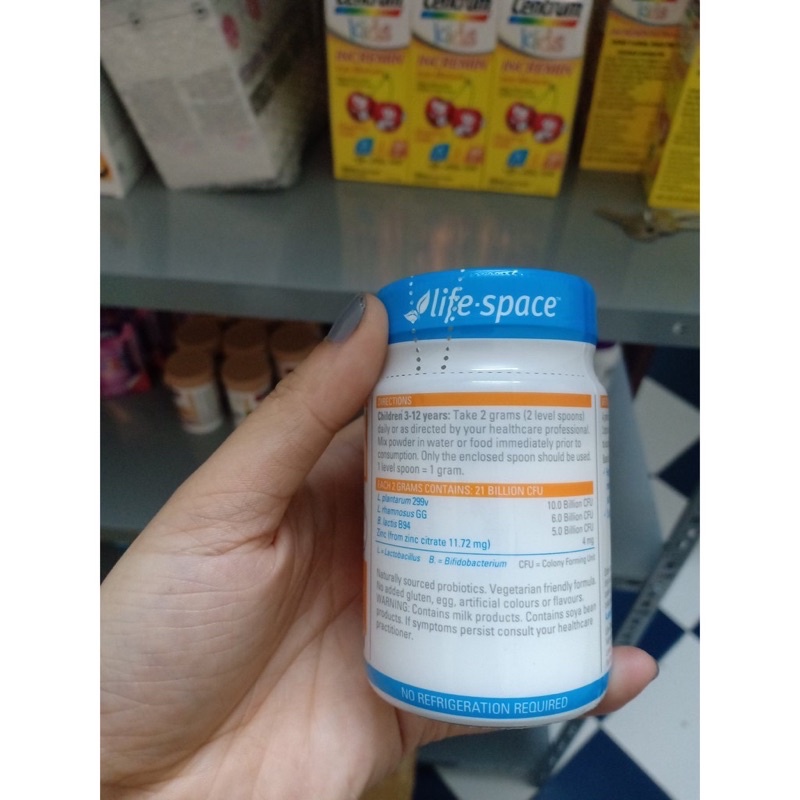 Centrum
kids
INCREMIN
Centrum
kids
INCREMIN
Centrum
kids
INCREMIN
life-space™
DIRECTIONS
Children 3-12 years: Take 2 grams (2 level spoons)
daily or as directed by your healthcare professional.
Mix powder in water or food immediately prior to
consumption. Only the enclosed spoon should be used.
1 level spoon = 1 gram.
EACH 2 GRAMS CONTAINS: 21 BILLION CFU
L. plantarum 299v 10.0 Billion CFU
L. rhamnosus GG 6.0 Billion CFU
B. lactis B94 5.0 Billion CFU
Zinc (from zinc citrate 11.72 mg) 4 mg
L. = Lactobacillus B. = Bifidobacterium CFU = Colony Forming Unit
Naturally sourced probiotics. Vegetarian friendly formula.
No added gluten, egg, artificial colours or flavours.
WARNING: Contains milk products. Contains soya bean
products. If symptoms persist consult your healthcare
practitioner.
NO REFRIGERATION REQUIRED